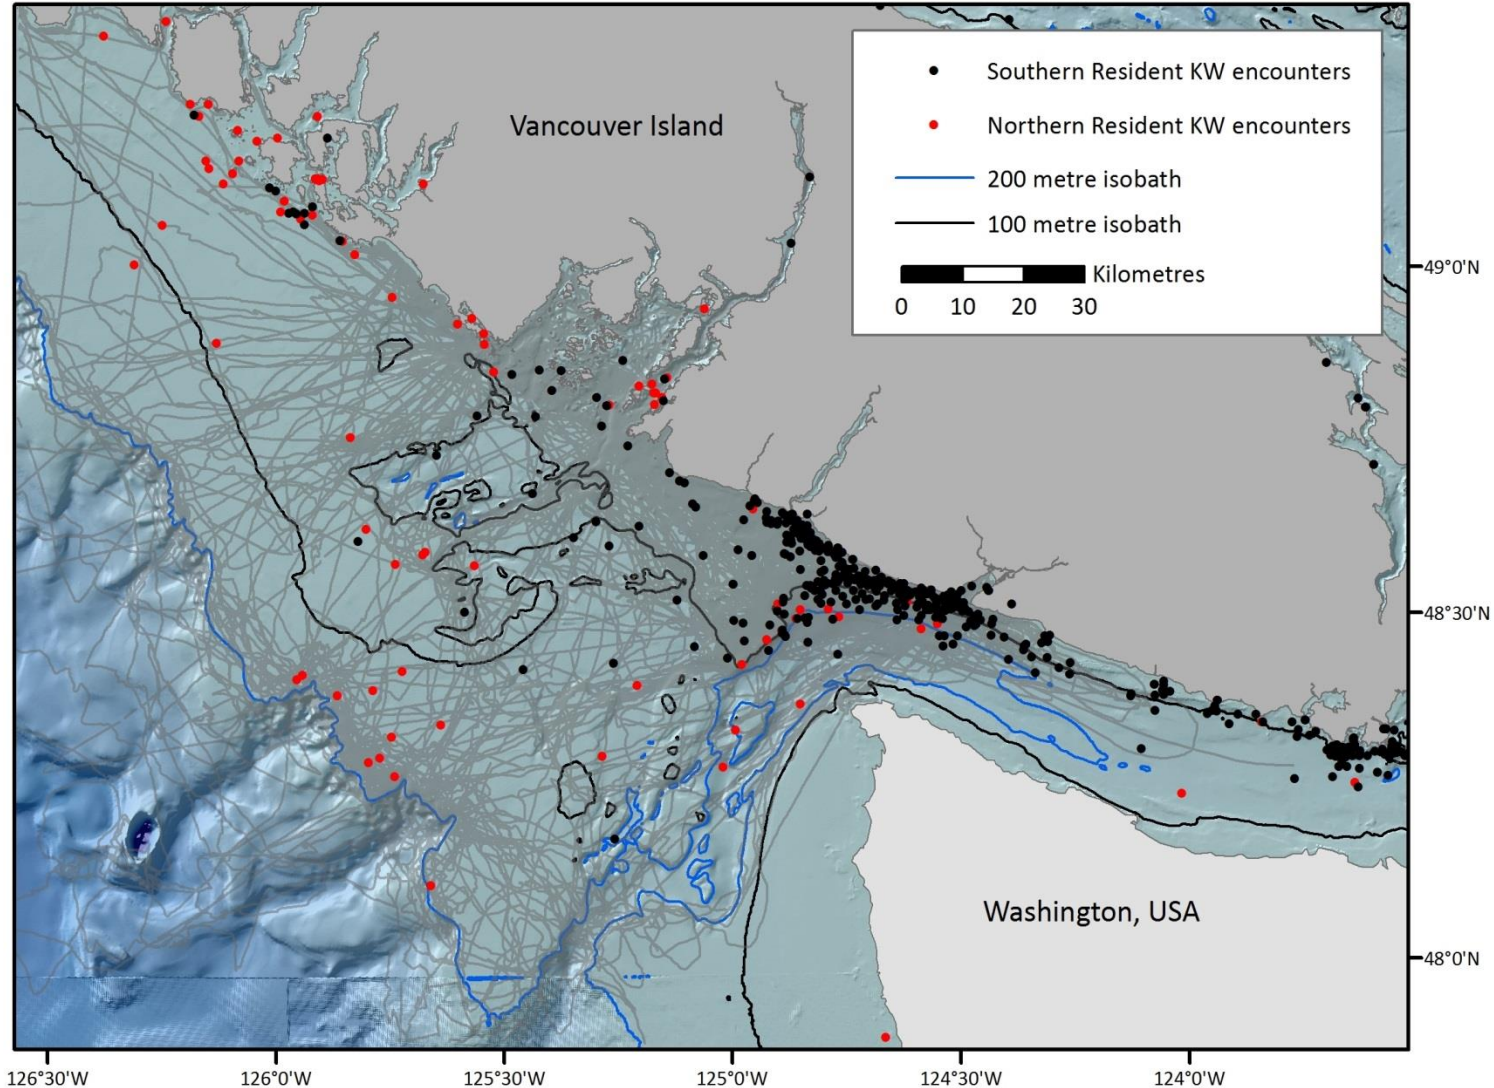 Southern Resident KW encounters
Vancouver Island
Northern Resident KW encounters
200 metre isobath
100 metre isobath
Kilometres
0 10 20 30
49°0'N
48°30'N
Washington, USA
48°0'N
126°30'W 126°0'W 125°30'W 125°0'W 124°30'W 124°0'W